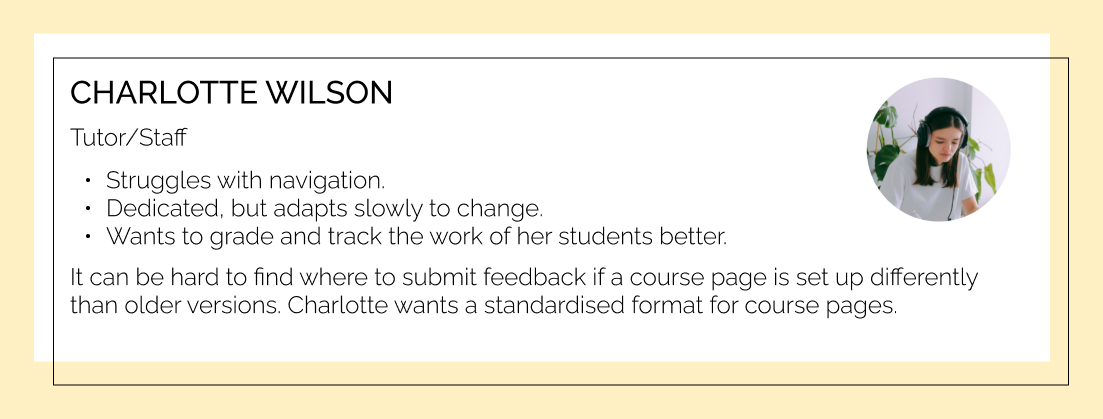 CHARLOTTE WILSON
Tutor/Staff
• Struggles with navigation.
• Dedicated, but adapts slowly to change.
• Wants to grade and track the work of her students better.
It can be hard to find where to submit feedback if a course page is set up differently
than older versions. Charlotte wants a standardised format for course pages.